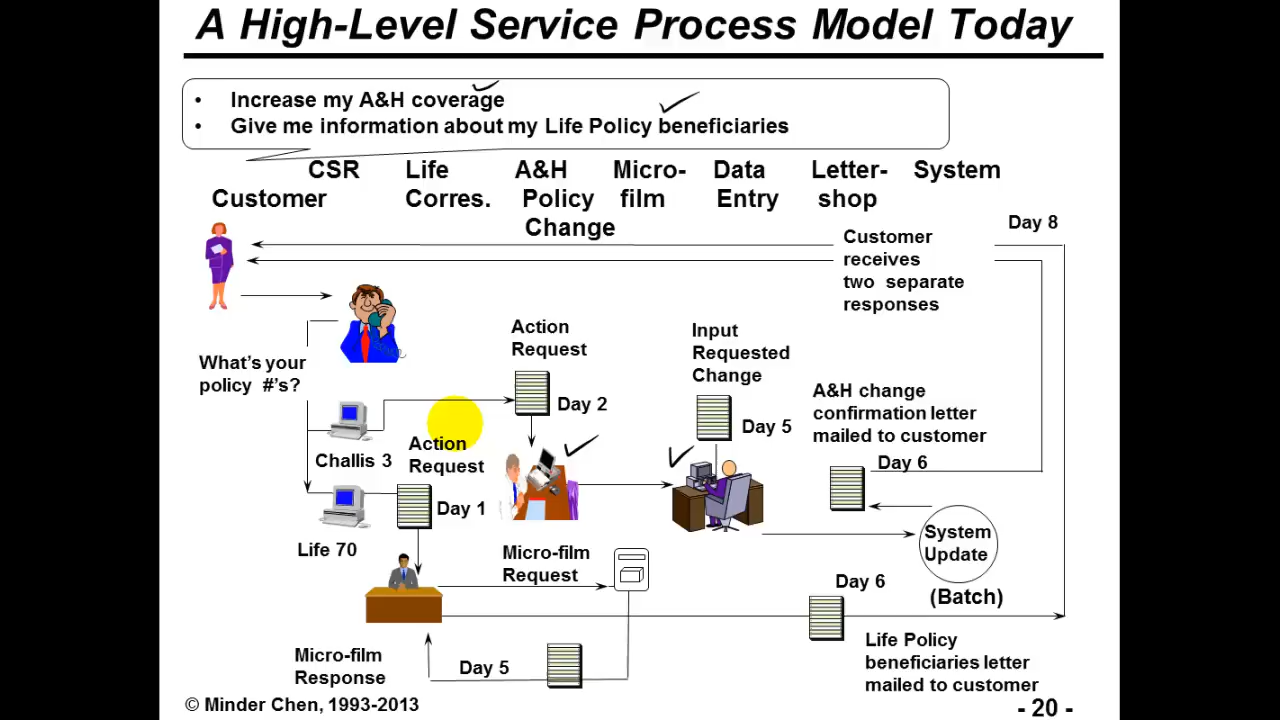 A High-Level Service Process Model Today
• Increase my A&H coverage
• Give me information about my Life Policy beneficiaries
Customer
CSR
Life
Corres.
A&H
Policy
Change
Micro-
film
Data
Entry
Letter-
shop
System
Day 8
Customer
receives
two separate
responses
What's your
policy #'s?
Action
Request
Day 2
Input
Requested
Change
Day 5
A&H change
confirmation letter
mailed to customer
Day 6
Challis 3
Action
Request
Day 1
Life 70
System
Update
(Batch)
Micro-film
Request
Day 6
Micro-film
Response
Day 5
Life Policy
beneficiaries letter
mailed to customer
© Minder Chen, 1993-2013
- 20 -